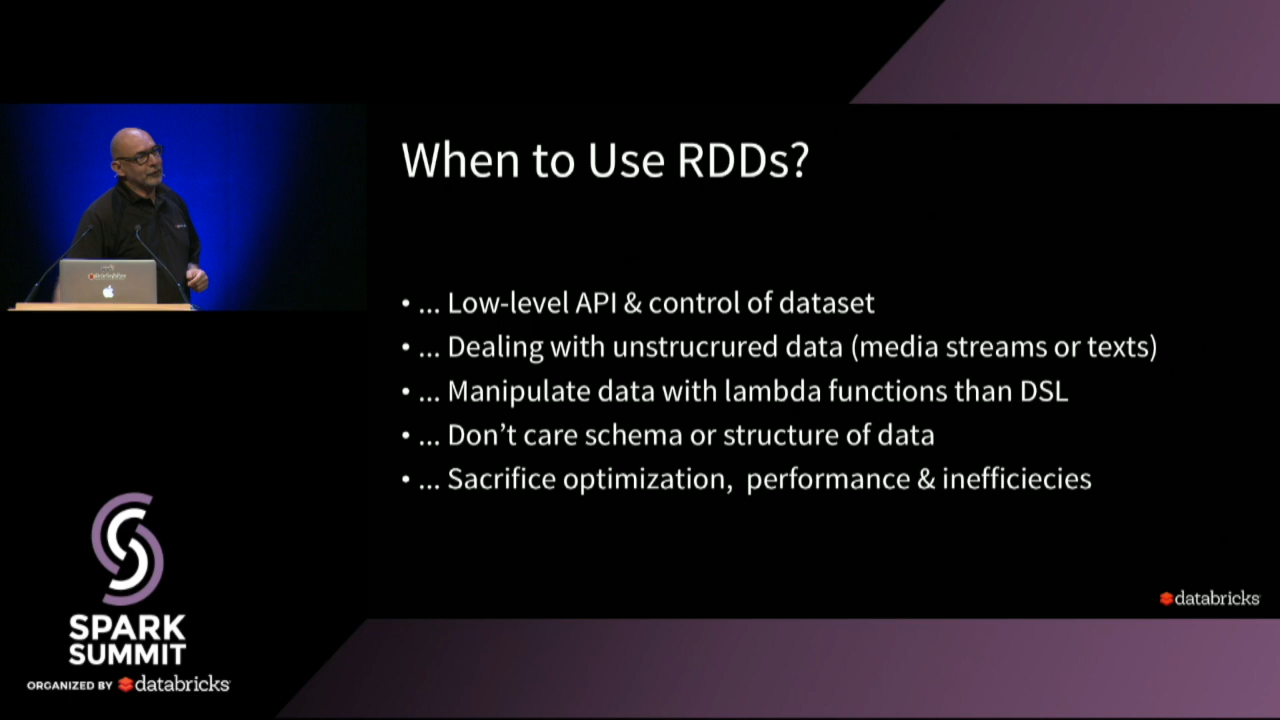 When to Use RDDs?
• ... Low-level API & control of dataset
• ... Dealing with unstrucrured data (media streams or texts)
• ... Manipulate data with lambda functions than DSL
• ... Don’t care schema or structure of data
• ... Sacrifice optimization, performance & inefficiecies
databricks
SPARK
SUMMIT
ORGANIZED BY databricks